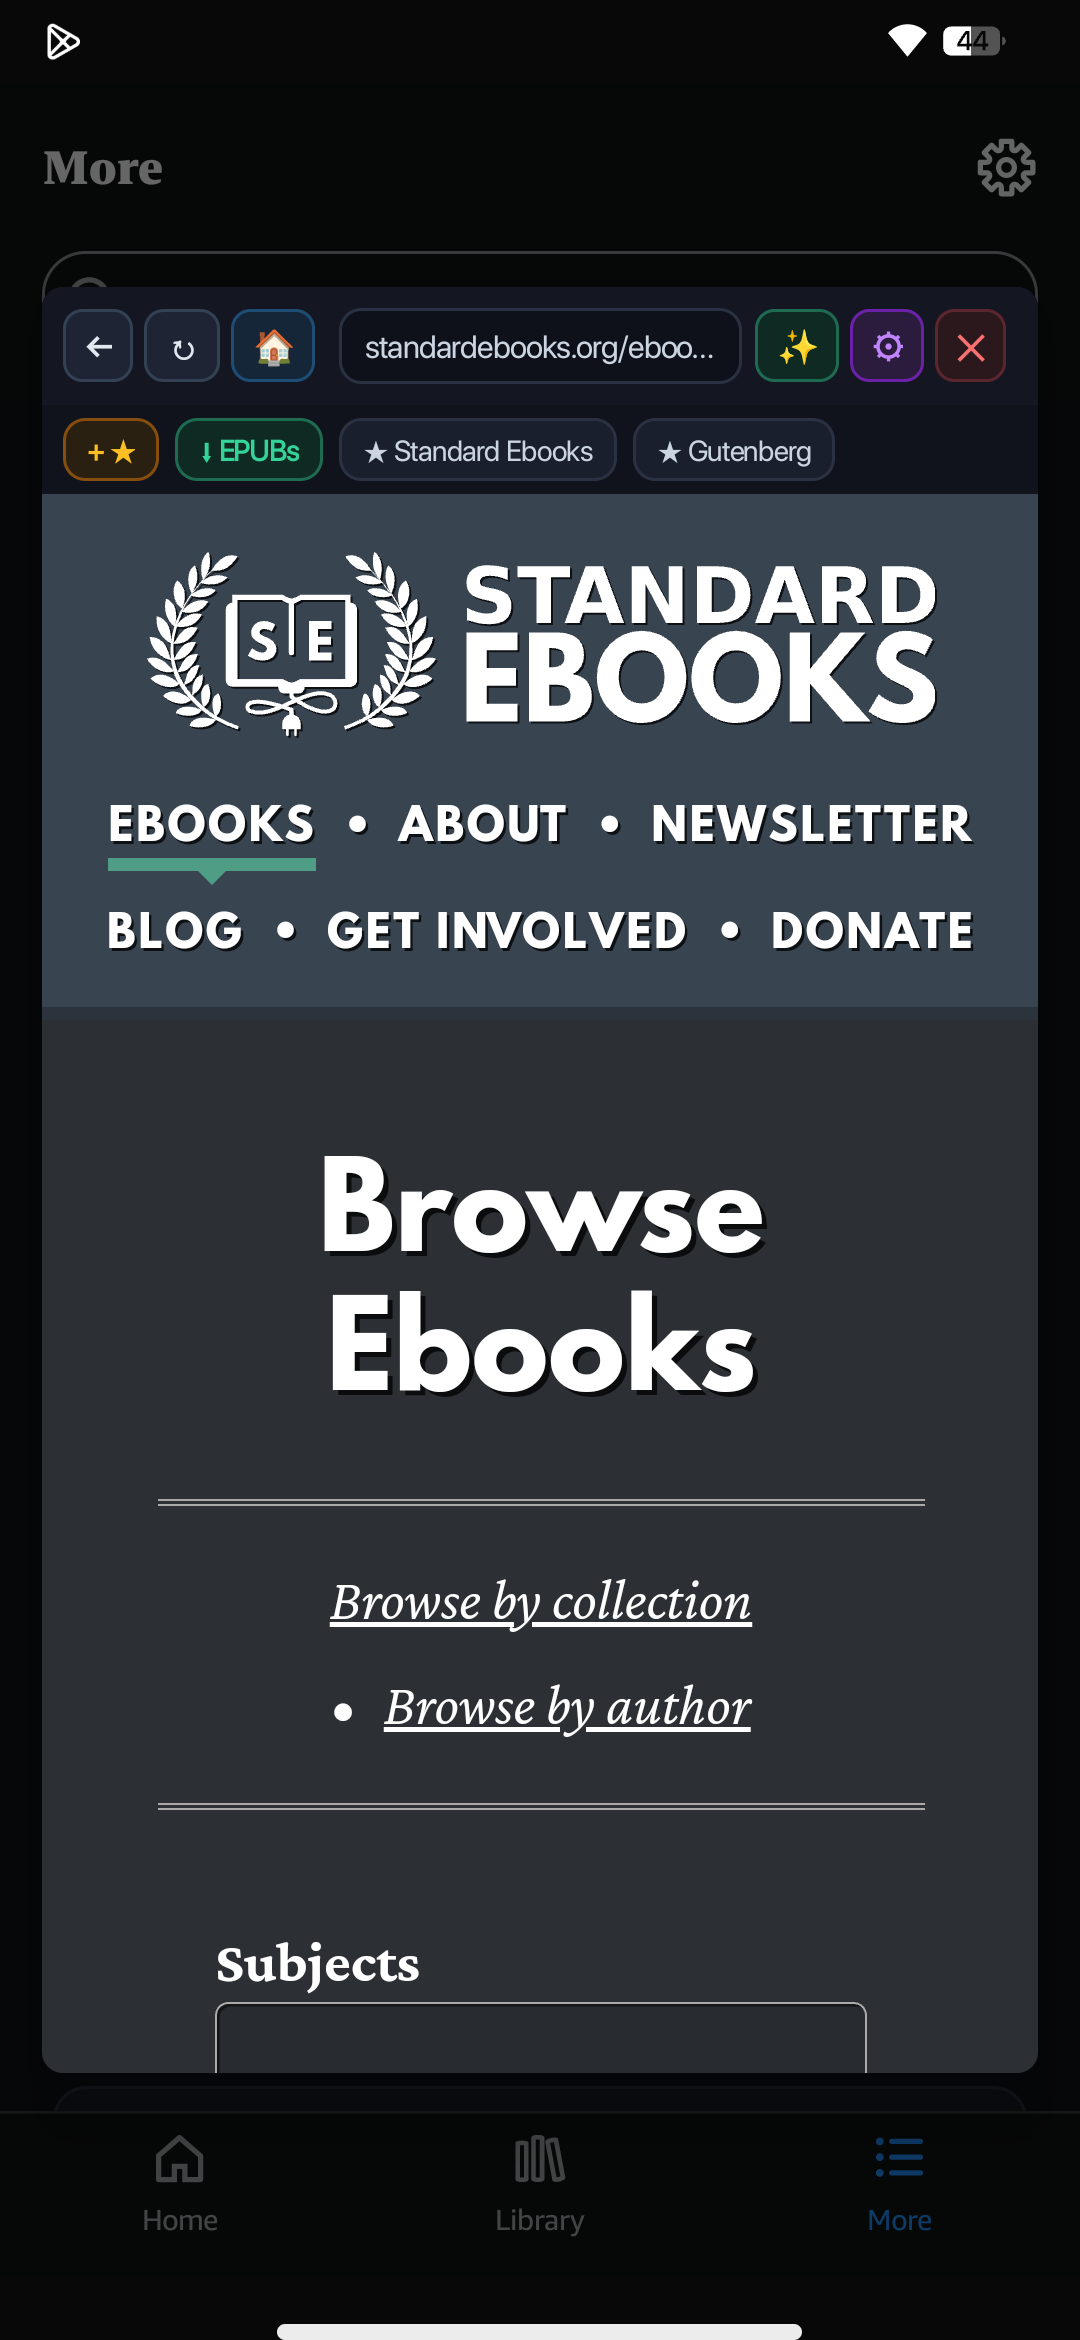 44
More
standardebooks.org/eboo...
+ ★
↓ EPUBs
★ Standard Ebooks
★ Gutenberg
S E
STANDARD
EBOOKS
EBOOKS • ABOUT • NEWSLETTER
BLOG • GET INVOLVED • DONATE
Browse
Ebooks
Browse by collection
• Browse by author
Subjects
Home
Library
More